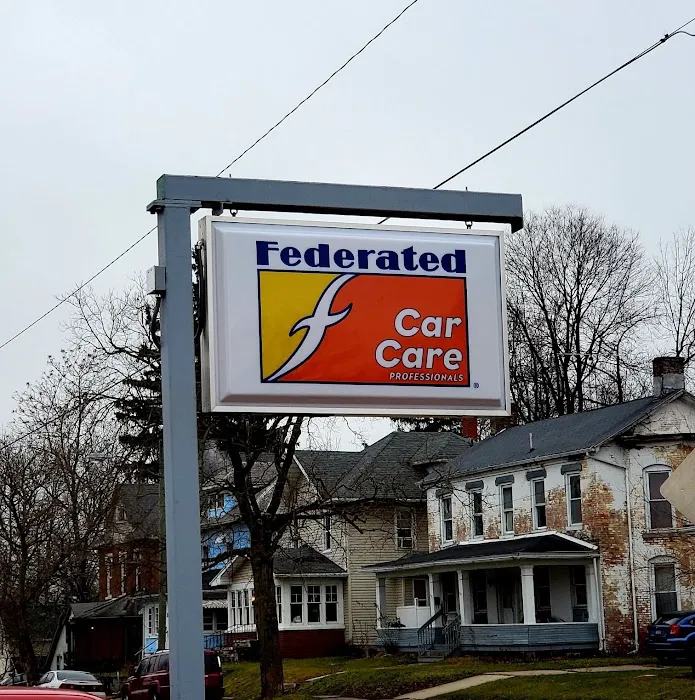 Federated
Car
Care
PROFESSIONALS
®